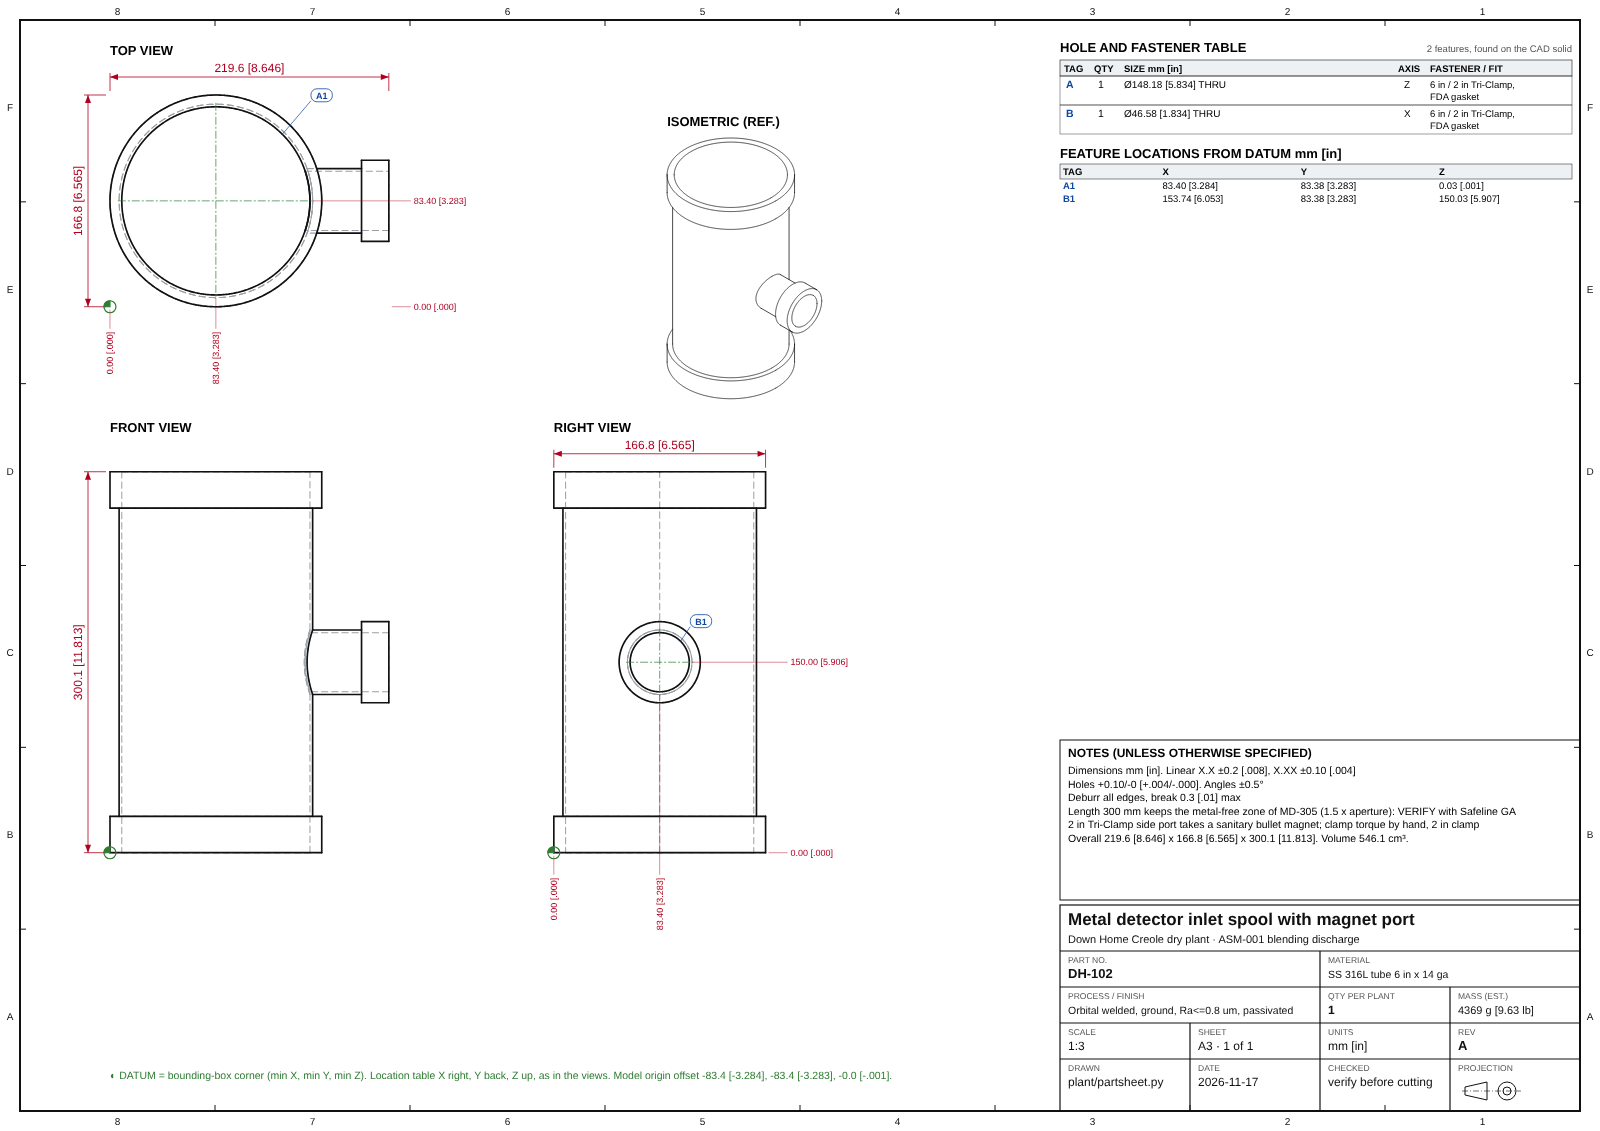 8 7 6 5 4 3 2 1
TOP VIEW
219.6 [8.646]
A1
166.8 [6.565]
83.40 [3.283]
0.00 [.000]
0.00 [.000]
83.40 [3.283]
ISOMETRIC (REF.)
HOLE AND FASTENER TABLE
2 features, found on the CAD solid
TAG QTY SIZE mm [in] AXIS FASTENER / FIT
A 1 Ø148.18 [5.834] THRU Z 6 in / 2 in Tri-Clamp,
FDA gasket
B 1 Ø46.58 [1.834] THRU X 6 in / 2 in Tri-Clamp,
FDA gasket
FEATURE LOCATIONS FROM DATUM mm [in]
TAG X Y Z
A1 83.40 [3.284] 83.38 [3.283] 0.03 [.001]
B1 153.74 [6.053] 83.38 [3.283] 150.03 [5.907]
F F
E E
D D
C C
B B
A A
FRONT VIEW
300.1 [11.813]
RIGHT VIEW
166.8 [6.565]
B1
150.00 [5.906]
0.00 [.000]
0.00 [.000]
83.40 [3.283]
NOTES (UNLESS OTHERWISE SPECIFIED)
Dimensions mm [in]. Linear X.X ±0.2 [.008], X.XX ±0.10 [.004]
Holes +0.10/-0 [+.004/-.000]. Angles ±0.5°
Deburr all edges, break 0.3 [.01] max
Length 300 mm keeps the metal-free zone of MD-305 (1.5 x aperture): VERIFY with Safeline GA
2 in Tri-Clamp side port takes a sanitary bullet magnet; clamp torque by hand, 2 in clamp
Overall 219.6 [8.646] x 166.8 [6.565] x 300.1 [11.813]. Volume 546.1 cm³.
Metal detector inlet spool with magnet port
Down Home Creole dry plant · ASM-001 blending discharge
PART NO. MATERIAL
DH-102 SS 316L tube 6 in x 14 ga
PROCESS / FINISH QTY PER PLANT MASS (EST.)
Orbital welded, ground, Ra<=0.8 um, passivated 1 4369 g [9.63 lb]
SCALE SHEET UNITS REV
1:3 A3 · 1 of 1 mm [in] A
DRAWN DATE CHECKED PROJECTION
plant/partsheet.py 2026-11-17 verify before cutting
DATUM = bounding-box corner (min X, min Y, min Z). Location table X right, Y back, Z up, as in the views. Model origin offset -83.4 [-3.284], -83.4 [-3.283], -0.0 [-.001].
8 7 6 5 4 3 2 1